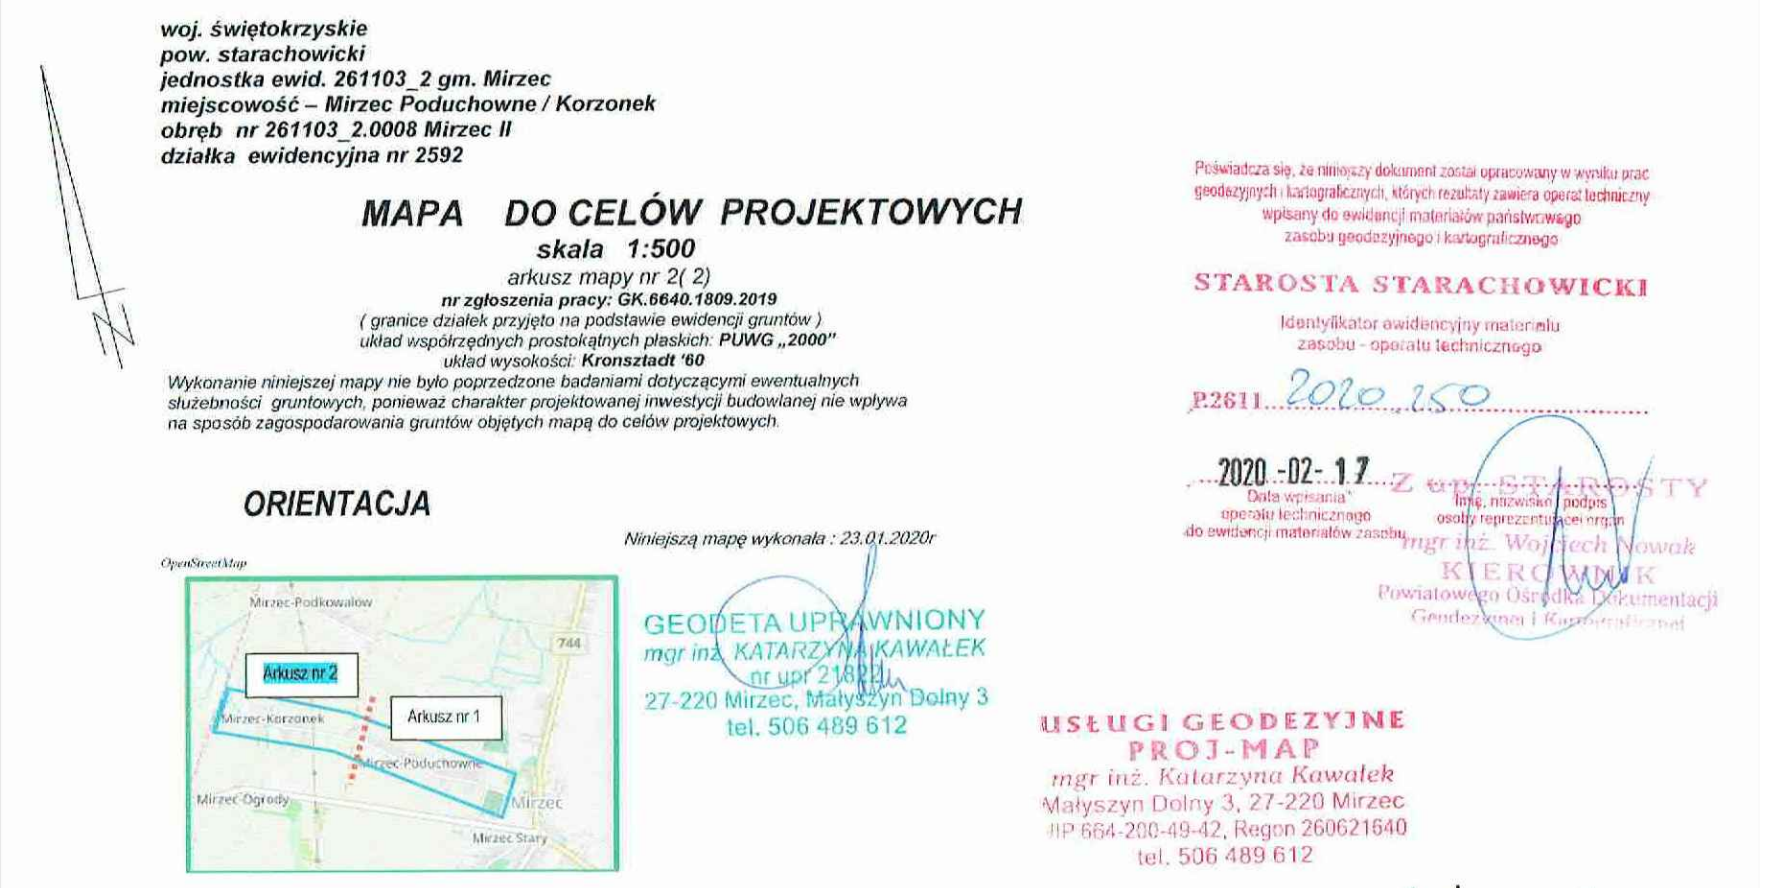 woj. świętokrzyskie
pow. starachowicki
jednostka ewid. 261103_2 gm. Mirzec
miejscowość – Mirzec Poduchowne / Korzonek
obręb nr 261103_2.0008 Mirzec II
działka ewidencyjna nr 2592
N
MAPA DO CELÓW PROJEKTOWYCH
skala 1:500
arkusz mapy nr 2( 2)
nr zgłoszenia pracy: GK.6640.1809.2019
( granice działek przyjęto na podstawie ewidencji gruntów )
układ współrzędnych prostokątnych płaskich: PUWG „2000”
układ wysokości: Kronsztadt '60
Wykonanie niniejszej mapy nie było poprzedzone badaniami dotyczącymi ewentualnych
służebności gruntowych, ponieważ charakter projektowanej inwestycji budowlanej nie wpływa
na sposób zagospodarowania gruntów objętych mapą do celów projektowych.
Poświadcza się, że niniejszy dokument został opracowany w wyniku prac
geodezyjnych i kartograficznych, których rezultaty zawiera operat techniczny
wpisany do ewidencji materiałów państwowego
zasobu geodezyjnego i kartograficznego
STAROSTA STARACHOWICKI
Identyfikator ewidencyjny materiału
zasobu - operatu technicznego
P.2611. 2020.250
2020 -02- 17
Data wpisania
operatu technicznego
do ewidencji materiałów zasobu
Z up. STAROSTY
Imię, nazwisko i podpis
osoby reprezentującej organ
mgr inż. Wojciech Nowak
KIEROWNIK
Powiatowego Ośrodka Dokumentacji
Geodezyjnej i Kartograficznej
ORIENTACJA
OpenStreetMap
Mirzec-Podkowalów
744
Arkusz nr 2
Arkusz nr 1
Mirzec-Korzonek
Mirzec-Poduchowne
Mirzec-Ogrody
Mirzec
Mirzec Stary
Niniejszą mapę wykonała : 23.01.2020r
GEODETA UPRAWNIONY
mgr inż. KATARZYNA KAWAŁEK
nr upr 21822
27-220 Mirzec, Małyszyn Dolny 3
tel. 506 489 612
USŁUGI GEODEZYJNE
PROJ-MAP
mgr inż. Katarzyna Kawałek
Małyszyn Dolny 3, 27-220 Mirzec
NIP 664-200-49-42, Regon 260621640
tel. 506 489 612